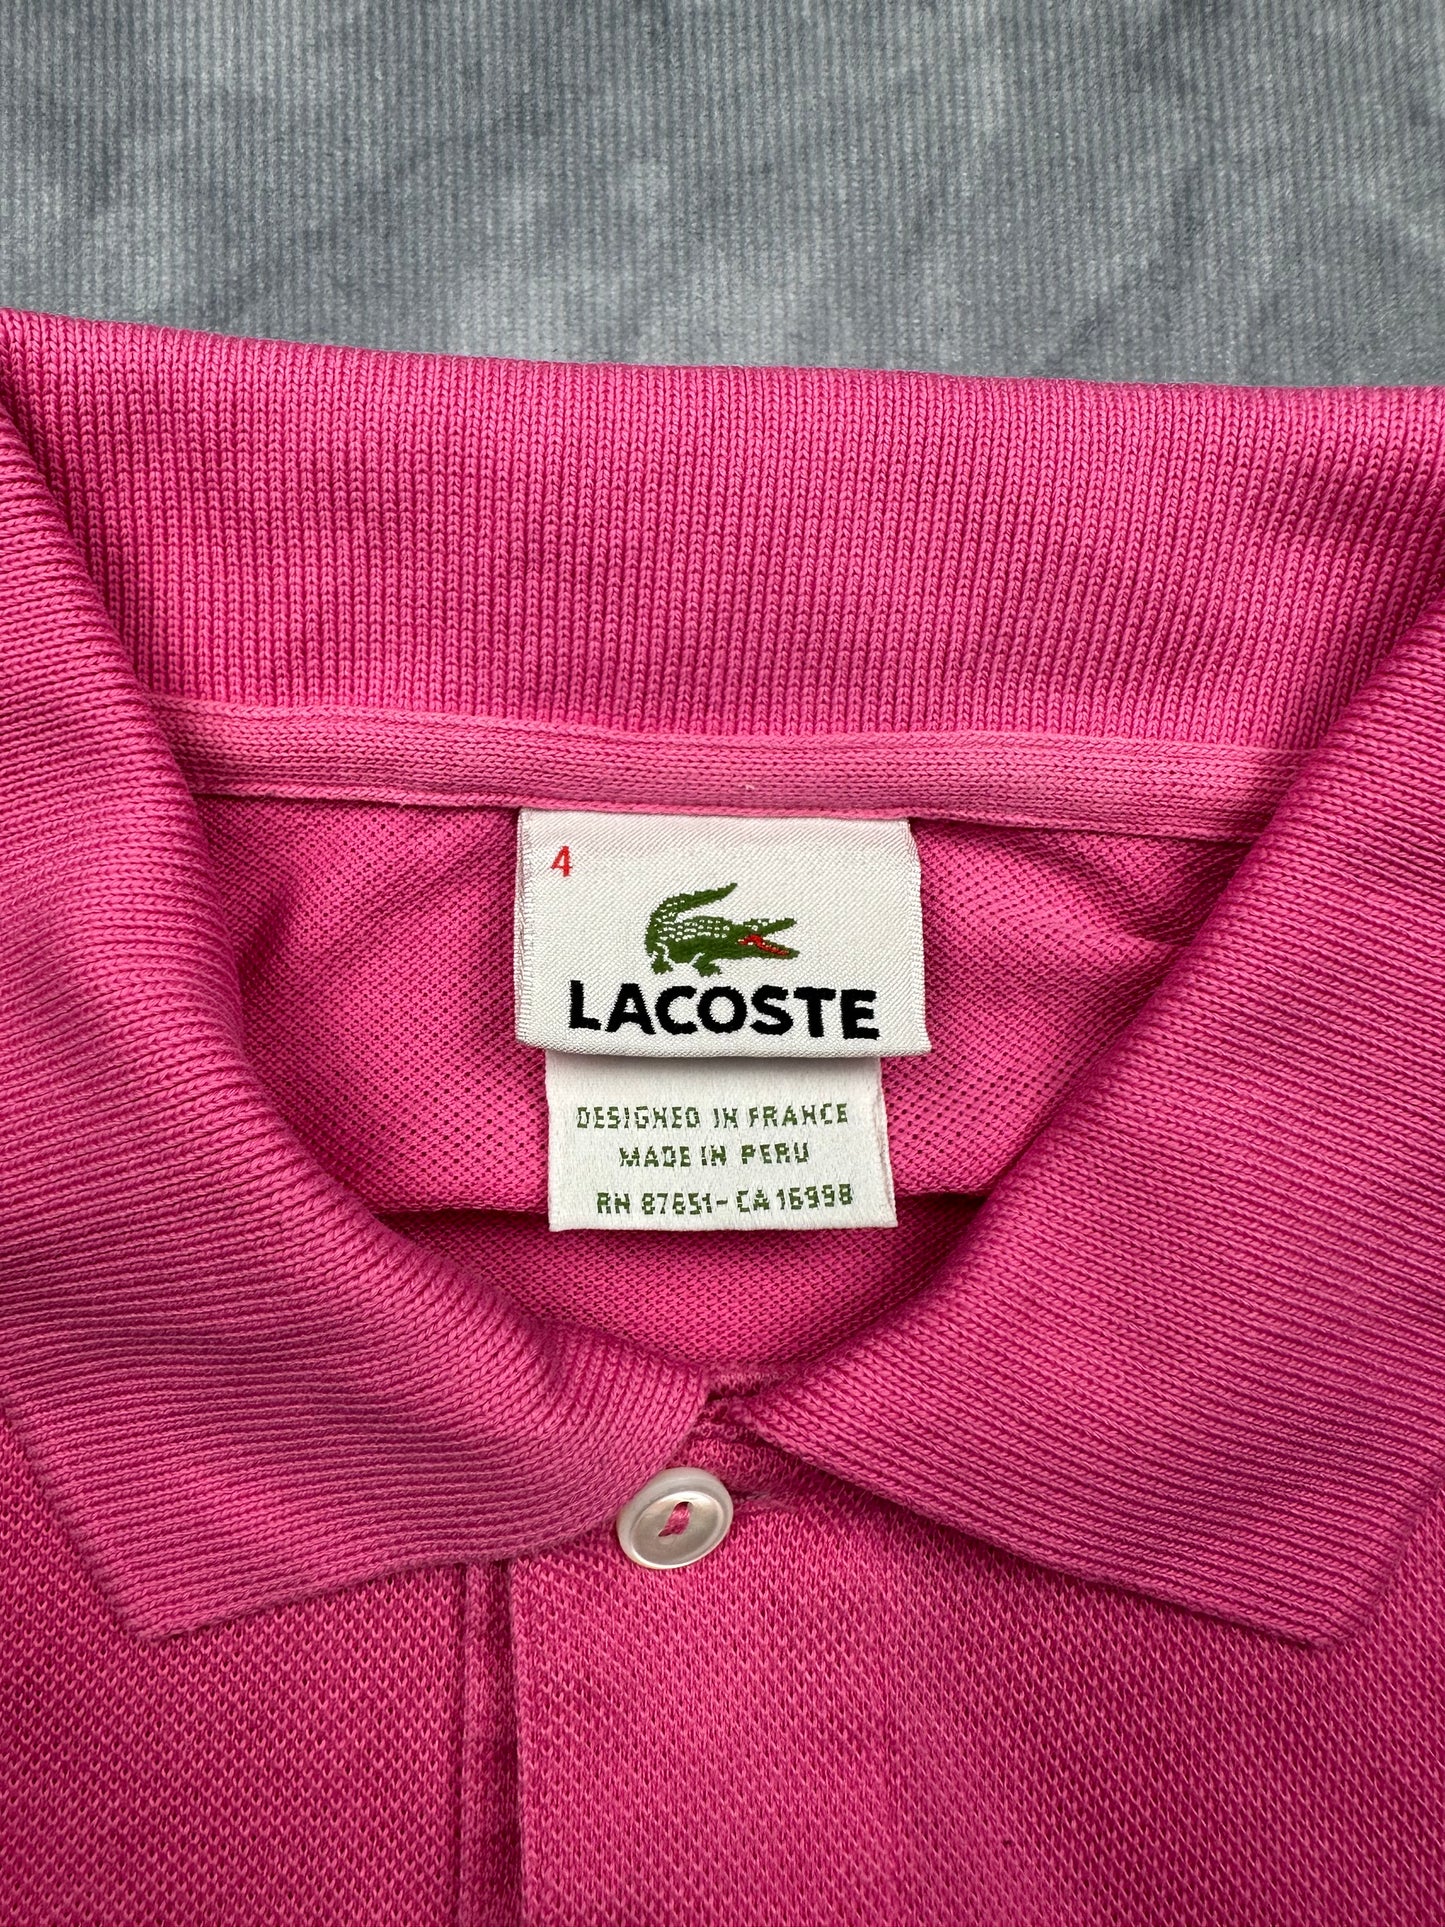 4
LACOSTE
DESIGNED IN FRANCE
MADE IN PERU
RN 87651-CA 16998